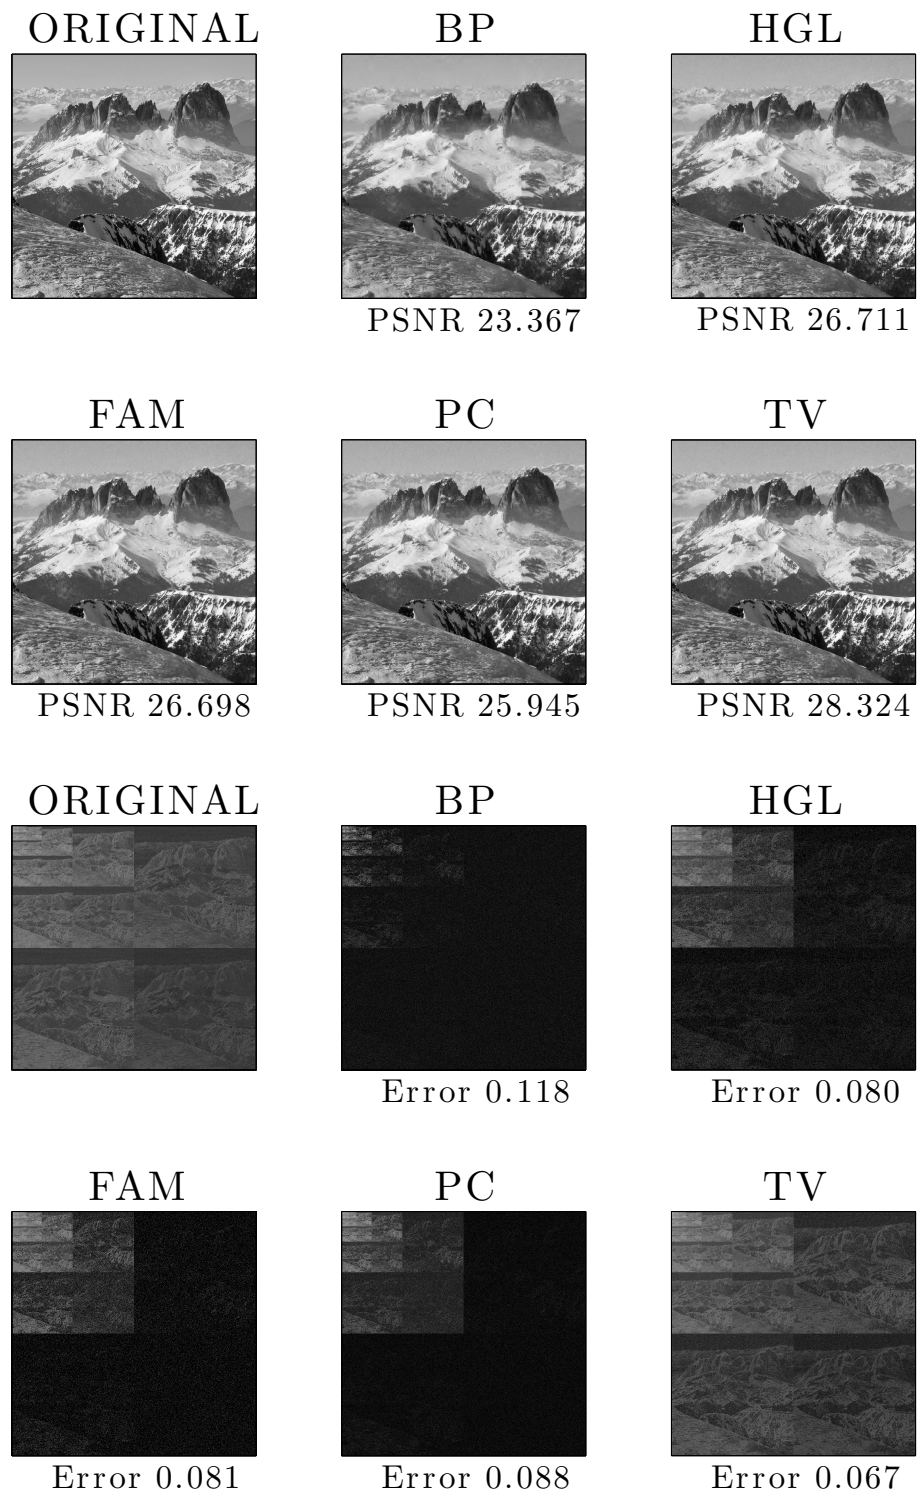 ORIGINAL BP HGL
PSNR 23.367 PSNR 26.711
FAM PC TV
PSNR 26.698 PSNR 25.945 PSNR 28.324
ORIGINAL BP HGL
Error 0.118 Error 0.080
FAM PC TV
Error 0.081 Error 0.088 Error 0.067